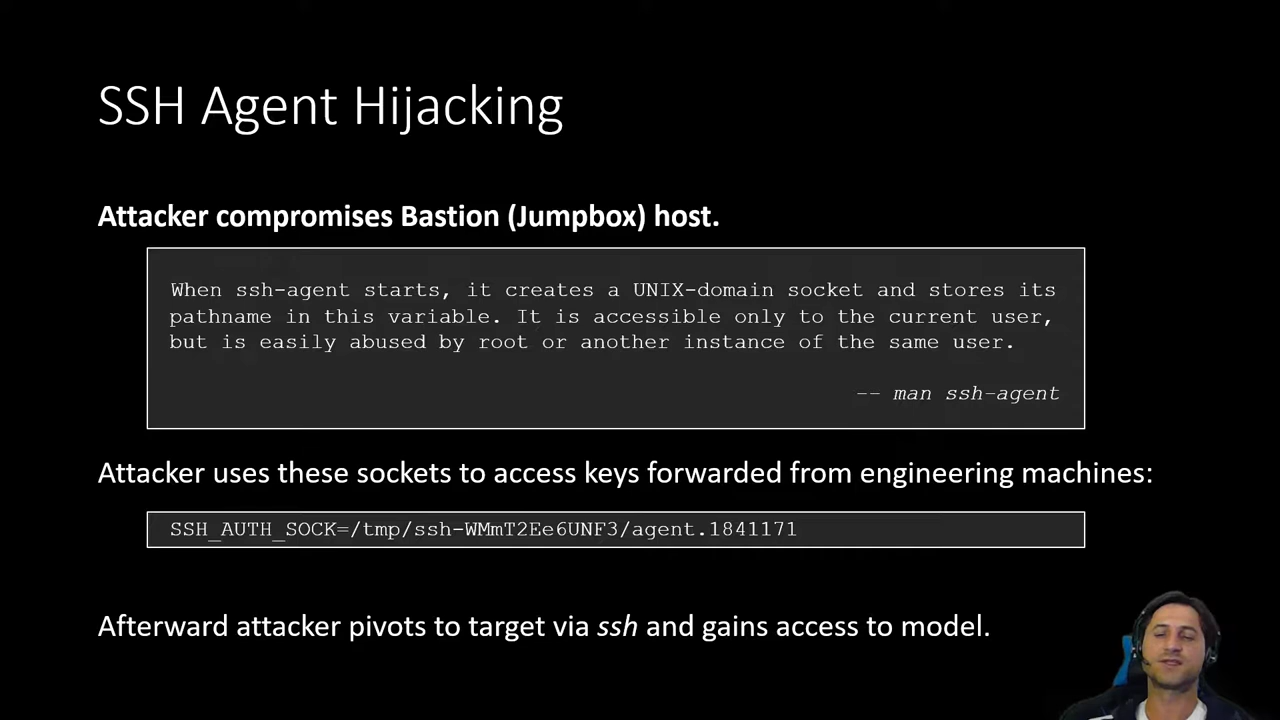 SSH Agent Hijacking
Attacker compromises Bastion (Jumpbox) host.
When ssh-agent starts, it creates a UNIX-domain socket and stores its
pathname in this variable. It is accessible only to the current user,
but is easily abused by root or another instance of the same user.
-- man ssh-agent
Attacker uses these sockets to access keys forwarded from engineering machines:
SSH_AUTH_SOCK=/tmp/ssh-WMmT2Ee6UNF3/agent.1841171
Afterward attacker pivots to target via ssh and gains access to model.